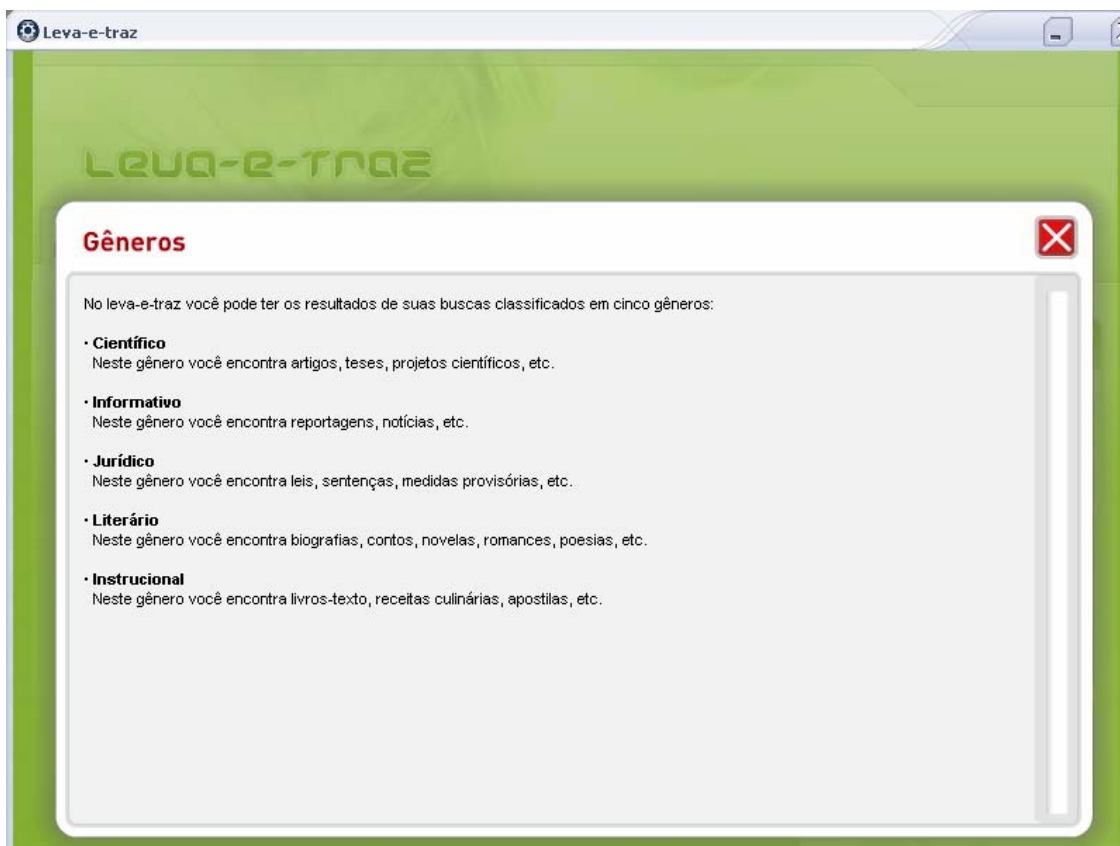 Leva-e-traz
Leva-e-traz
Gêneros
No leva-e-traz você pode ter os resultados de suas buscas classificados em cinco gêneros:
· Científico
Neste gênero você encontra artigos, teses, projetos científicos, etc.
· Informativo
Neste gênero você encontra reportagens, notícias, etc.
· Jurídico
Neste gênero você encontra leis, sentenças, medidas provisórias, etc.
· Literário
Neste gênero você encontra biografias, contos, novelas, romances, poesias, etc.
· Instrucional
Neste gênero você encontra livros-texto, receitas culinárias, apostilas, etc.